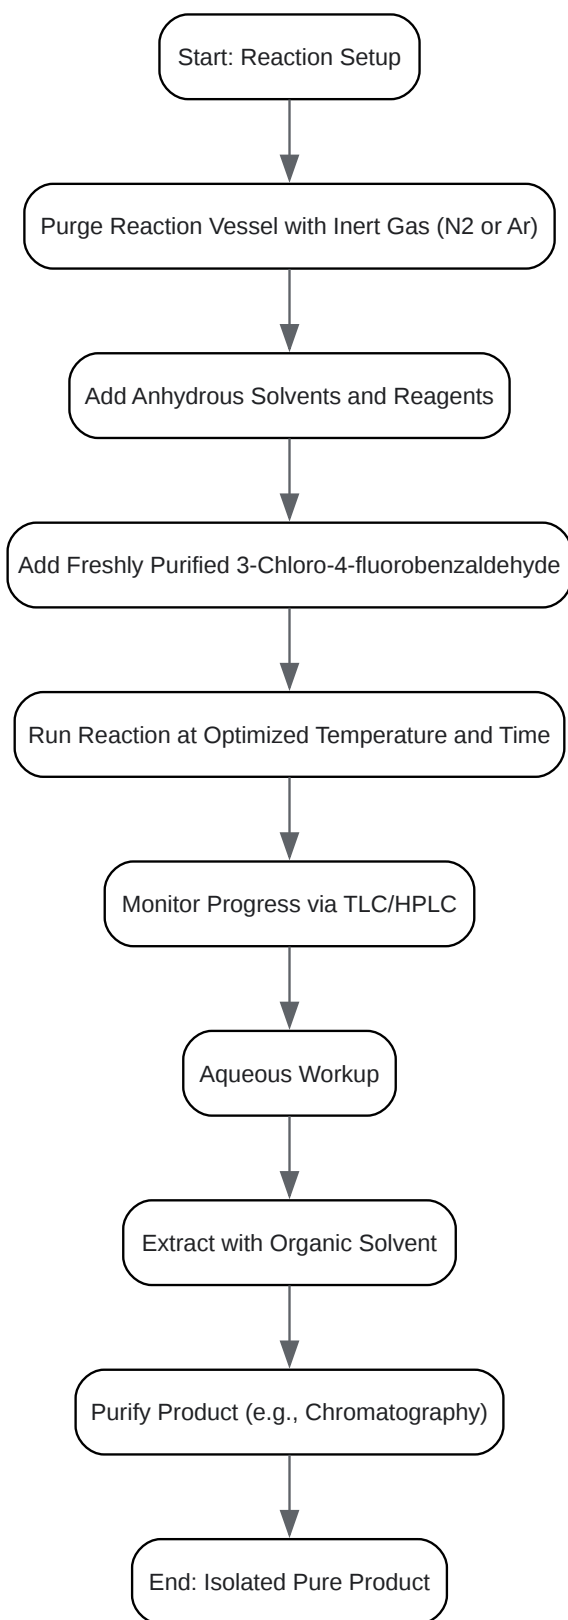 Start: Reaction Setup
Purge Reaction Vessel with Inert Gas (N2 or Ar)
Add Anhydrous Solvents and Reagents
Add Freshly Purified 3-Chloro-4-fluorobenzaldehyde
Run Reaction at Optimized Temperature and Time
Monitor Progress via TLC/HPLC
Aqueous Workup
Extract with Organic Solvent
Purify Product (e.g., Chromatography)
End: Isolated Pure Product